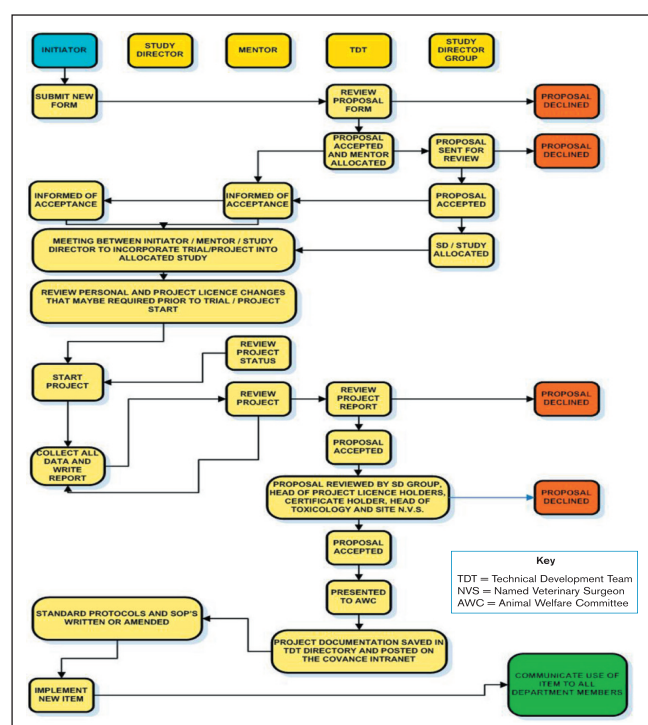 INITIATOR
STUDY
DIRECTOR
MENTOR
TDT
STUDY
DIRECTOR
GROUP
SUBMIT NEW
FORM
REVIEW
PROPOSAL
FORM
PROPOSAL
DECLINED
PROPOSAL
ACCEPTED
AND MENTOR
ALLOCATED
PROPOSAL
SENT FOR
REVIEW
PROPOSAL
DECLINED
INFORMED OF
ACCEPTANCE
INFORMED OF
ACCEPTANCE
PROPOSAL
ACCEPTED
MEETING BETWEEN INITIATOR / MENTOR / STUDY
DIRECTOR TO INCORPORATE TRIAL/PROJECT INTO
ALLOCATED STUDY
SD / STUDY
ALLOCATED
REVIEW PERSONAL AND PROJECT LICENCE CHANGES
THAT MAYBE REQUIRED PRIOR TO TRIAL / PROJECT
START
REVIEW
PROJECT
STATUS
START
PROJECT
REVIEW
PROJECT
REVIEW
PROJECT
REPORT
PROPOSAL
DECLINED
COLLECT ALL
DATA AND
WRITE
REPORT
PROPOSAL
ACCEPTED
PROPOSAL REVIEWED BY SD GROUP,
HEAD OF PROJECT LICENCE HOLDERS,
CERTIFICATE HOLDER, HEAD OF
TOXICOLOGY AND SITE N.V.S.
PROPOSAL
DECLINED
PROPOSAL
ACCEPTED
Key
TDT = Technical Development Team
NVS = Named Veterinary Surgeon
AWC = Animal Welfare Committee
PRESENTED
TO AWC
STANDARD PROTOCOLS AND SOP'S
WRITTEN OR AMENDED
PROJECT DOCUMENTATION SAVED IN
TDT DIRECTORY AND POSTED ON
THE COVANCE INTRANET
IMPLEMENT
NEW ITEM
COMMUNICATE USE OF
ITEM TO ALL
DEPARTMENT MEMBERS